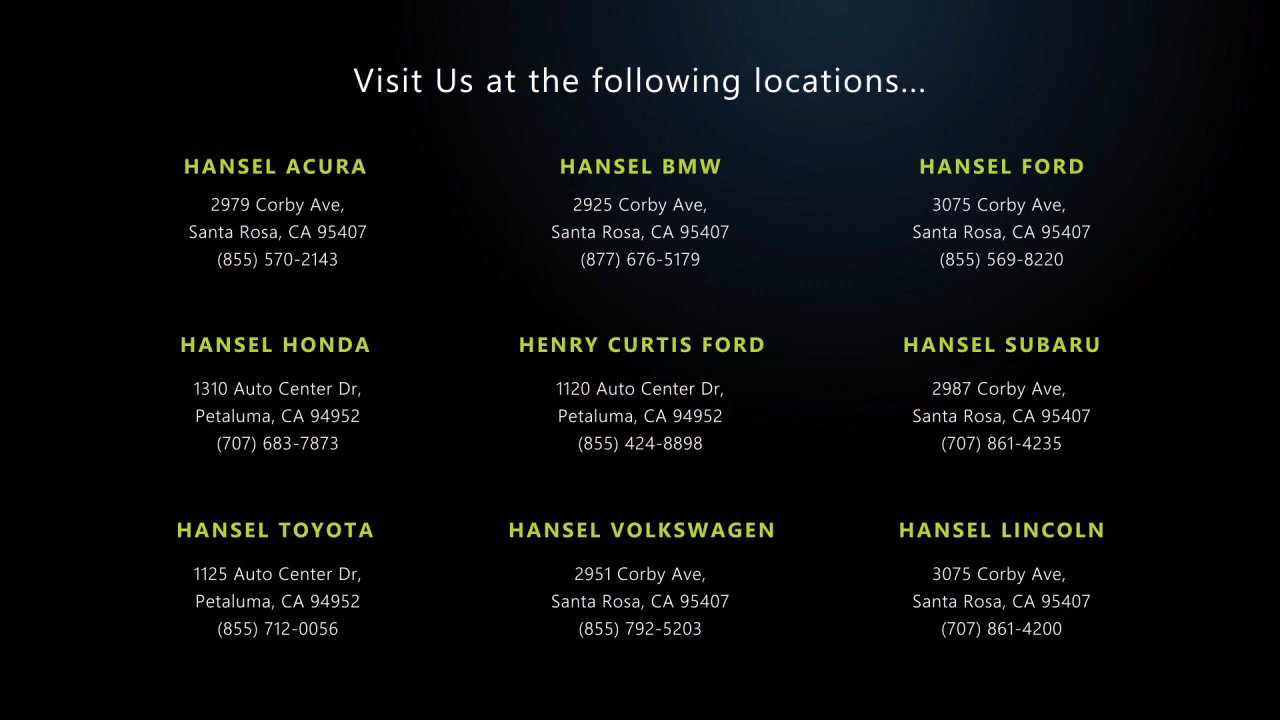 Visit Us at the following locations...
HANSEL ACURA
2979 Corby Ave,
Santa Rosa, CA 95407
(855) 570-2143
HANSEL BMW
2925 Corby Ave,
Santa Rosa, CA 95407
(877) 676-5179
HANSEL FORD
3075 Corby Ave,
Santa Rosa, CA 95407
(855) 569-8220
HANSEL HONDA
1310 Auto Center Dr,
Petaluma, CA 94952
(707) 683-7873
HENRY CURTIS FORD
1120 Auto Center Dr,
Petaluma, CA 94952
(855) 424-8898
HANSEL SUBARU
2987 Corby Ave,
Santa Rosa, CA 95407
(707) 861-4235
HANSEL TOYOTA
1125 Auto Center Dr,
Petaluma, CA 94952
(855) 712-0056
HANSEL VOLKSWAGEN
2951 Corby Ave,
Santa Rosa, CA 95407
(855) 792-5203
HANSEL LINCOLN
3075 Corby Ave,
Santa Rosa, CA 95407
(707) 861-4200